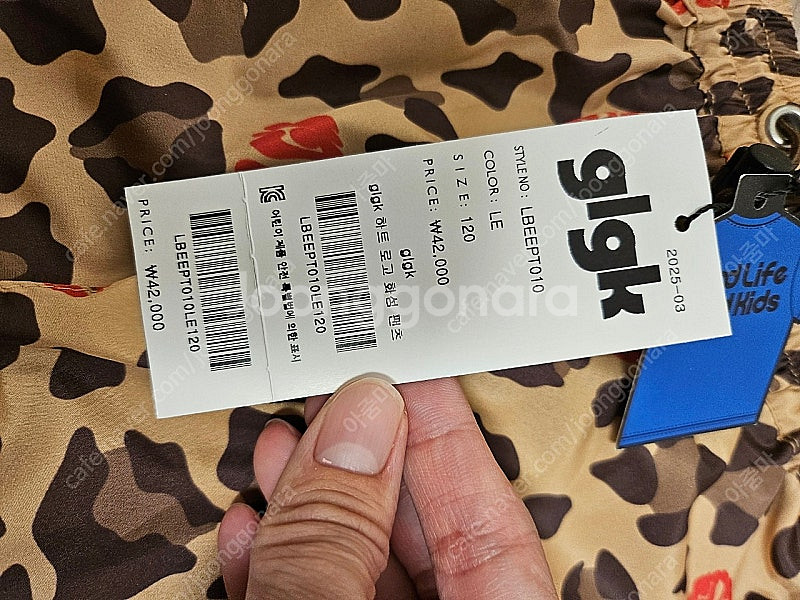 2025-03
glgk
STYLE NO : LBEEPT010
COLOR: LE
SIZE: 120
PRICE: ₩42,000
glgk
glgk 하트 로고 화섬 팬츠
LBEEPT010LE120
KC 어린이제품 안전 특별법에 의한 표시
LBEEPT010LE120
PRICE: ₩42,000
Life
Kids
joonggonara